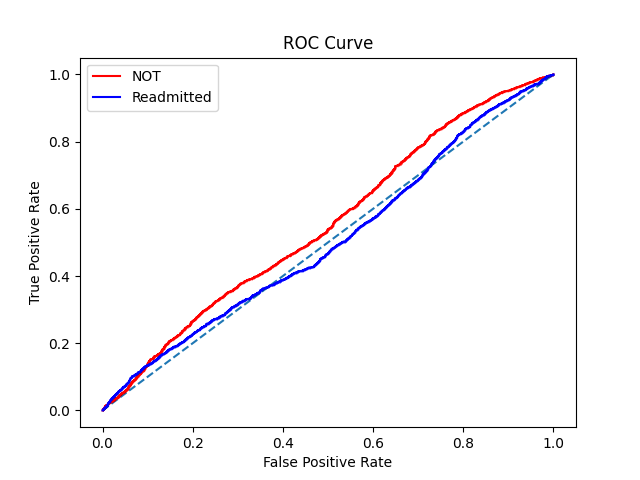 ROC Curve
NOT
Readmitted
True Positive Rate
1.0
0.8
0.6
0.4
0.2
0.0
0.0 0.2 0.4 0.6 0.8 1.0
False Positive Rate